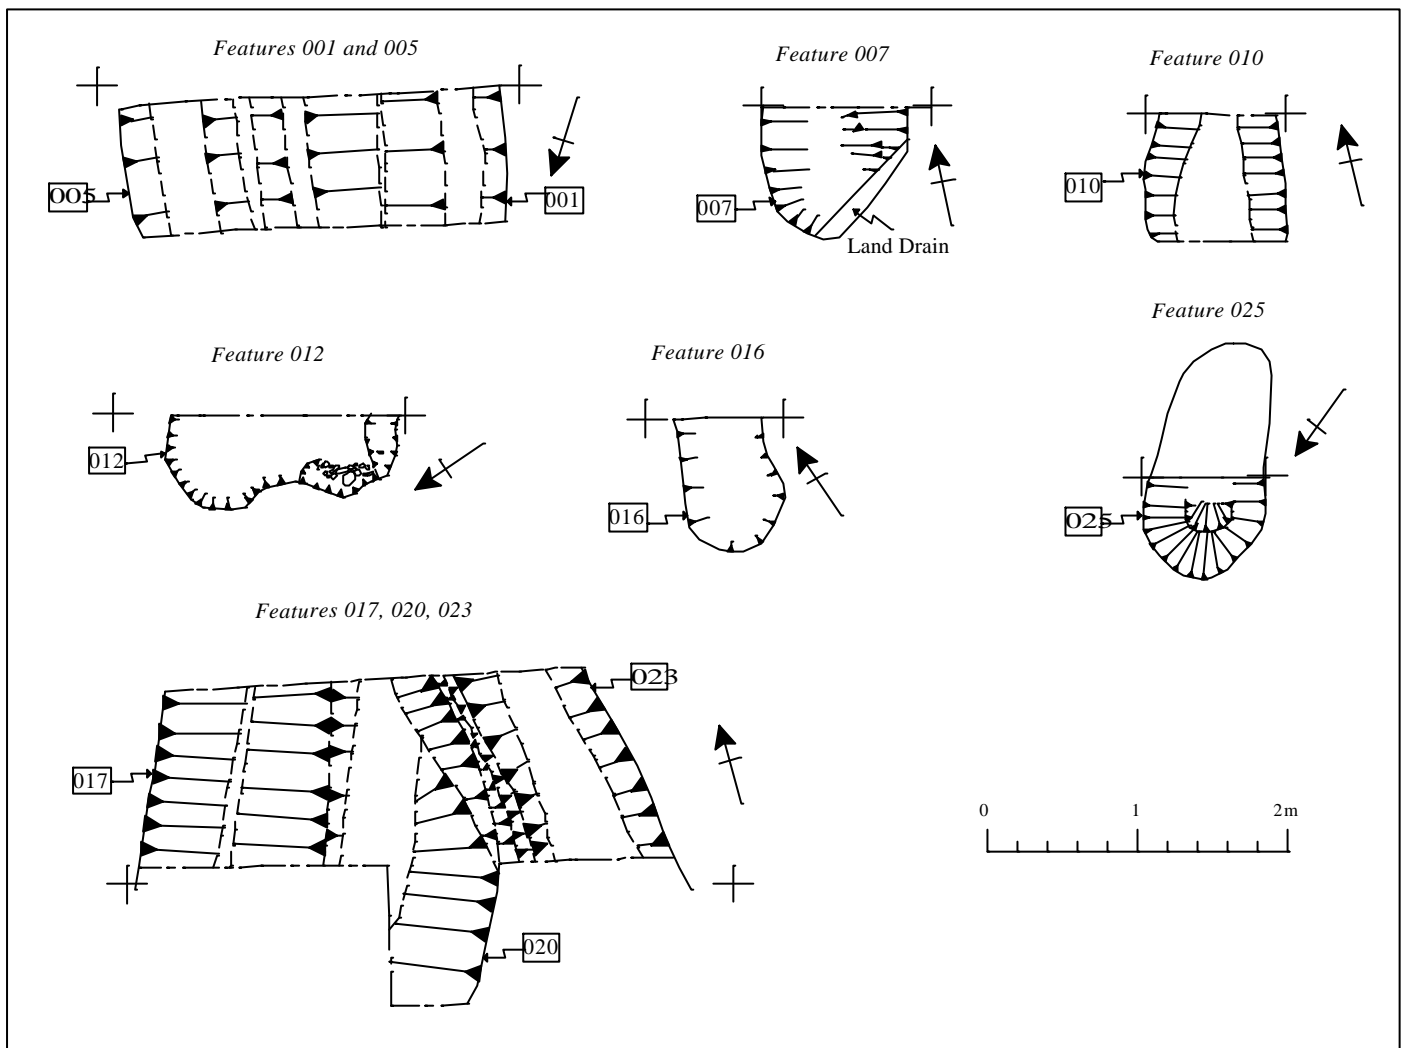 Features 001 and 005
Feature 007
Feature 010
005
001
007
Land Drain
010
Feature 025
Feature 012
Feature 016
012
016
025
Features 017, 020, 023
023
017
0 1 2m
020